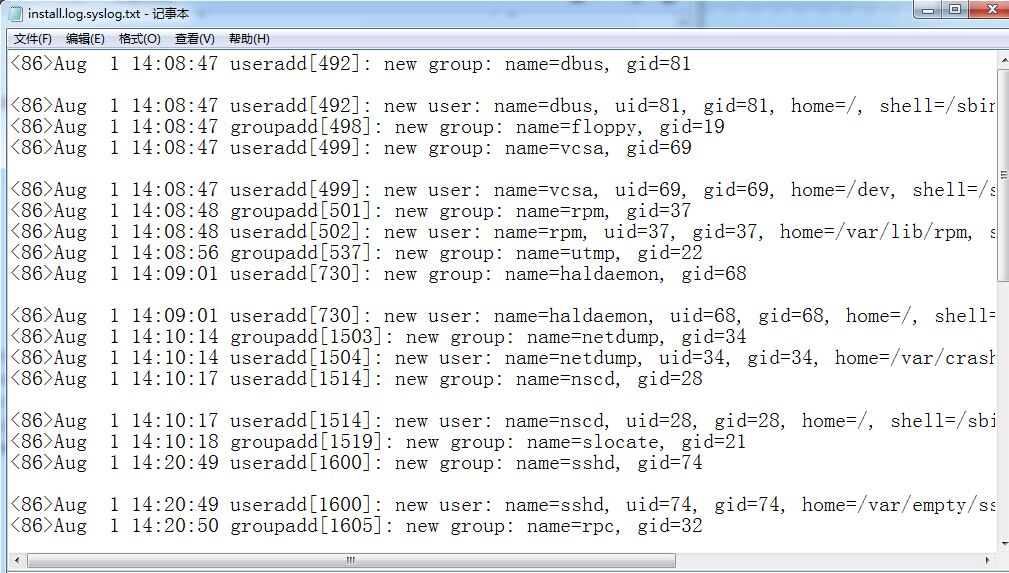 install.log.syslog.txt - 记事本
文件(F) 编辑(E) 格式(O) 查看(V) 帮助(H)
<86>Aug  1 14:08:47 useradd[492]: new group: name=dbus, gid=81
<86>Aug  1 14:08:47 useradd[492]: new user: name=dbus, uid=81, gid=81, home=/, shell=/sbin
<86>Aug  1 14:08:47 groupadd[498]: new group: name=floppy, gid=19
<86>Aug  1 14:08:47 useradd[499]: new group: name=vcsa, gid=69
<86>Aug  1 14:08:47 useradd[499]: new user: name=vcsa, uid=69, gid=69, home=/dev, shell=/s
<86>Aug  1 14:08:48 groupadd[501]: new group: name=rpm, gid=37
<86>Aug  1 14:08:48 useradd[502]: new user: name=rpm, uid=37, gid=37, home=/var/lib/rpm, s
<86>Aug  1 14:08:56 groupadd[537]: new group: name=utmp, gid=22
<86>Aug  1 14:09:01 useradd[730]: new group: name=haldaemon, gid=68
<86>Aug  1 14:09:01 useradd[730]: new user: name=haldaemon, uid=68, gid=68, home=/, shell=
<86>Aug  1 14:10:14 groupadd[1503]: new group: name=netdump, gid=34
<86>Aug  1 14:10:14 useradd[1504]: new user: name=netdump, uid=34, gid=34, home=/var/crash
<86>Aug  1 14:10:17 useradd[1514]: new group: name=nscd, gid=28
<86>Aug  1 14:10:17 useradd[1514]: new user: name=nscd, uid=28, gid=28, home=/, shell=/sbi
<86>Aug  1 14:10:18 groupadd[1519]: new group: name=slocate, gid=21
<86>Aug  1 14:20:49 useradd[1600]: new group: name=sshd, gid=74
<86>Aug  1 14:20:49 useradd[1600]: new user: name=sshd, uid=74, gid=74, home=/var/empty/ss
<86>Aug  1 14:20:50 groupadd[1605]: new group: name=rpc, gid=32